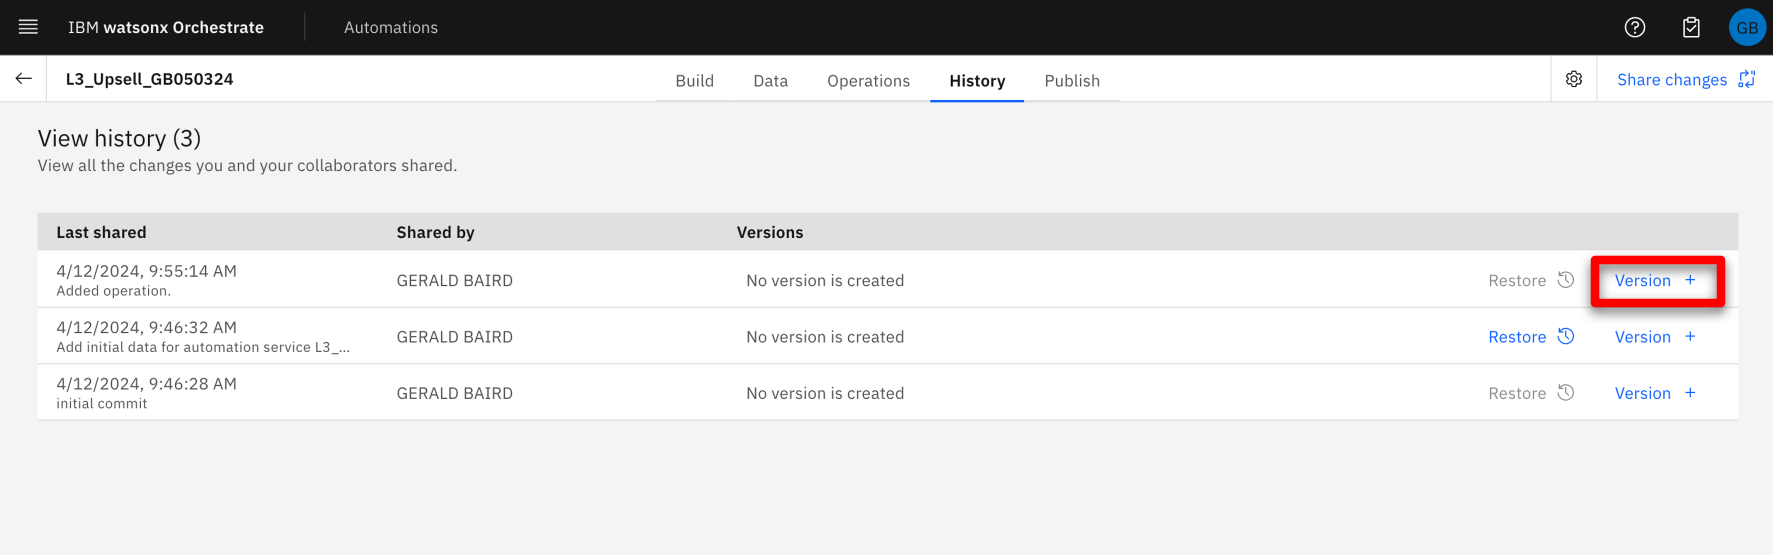 IBM watsonx Orchestrate
Automations
GB
L3_Upsell_GB050324
Build
Data
Operations
History
Publish
Share changes
View history (3)
View all the changes you and your collaborators shared.
Last shared
Shared by
Versions
4/12/2024, 9:55:14 AM
Added operation.
GERALD BAIRD
No version is created
Restore
Version +
4/12/2024, 9:46:32 AM
Add initial data for automation service L3_...
GERALD BAIRD
No version is created
Restore
Version +
4/12/2024, 9:46:28 AM
initial commit
GERALD BAIRD
No version is created
Restore
Version +